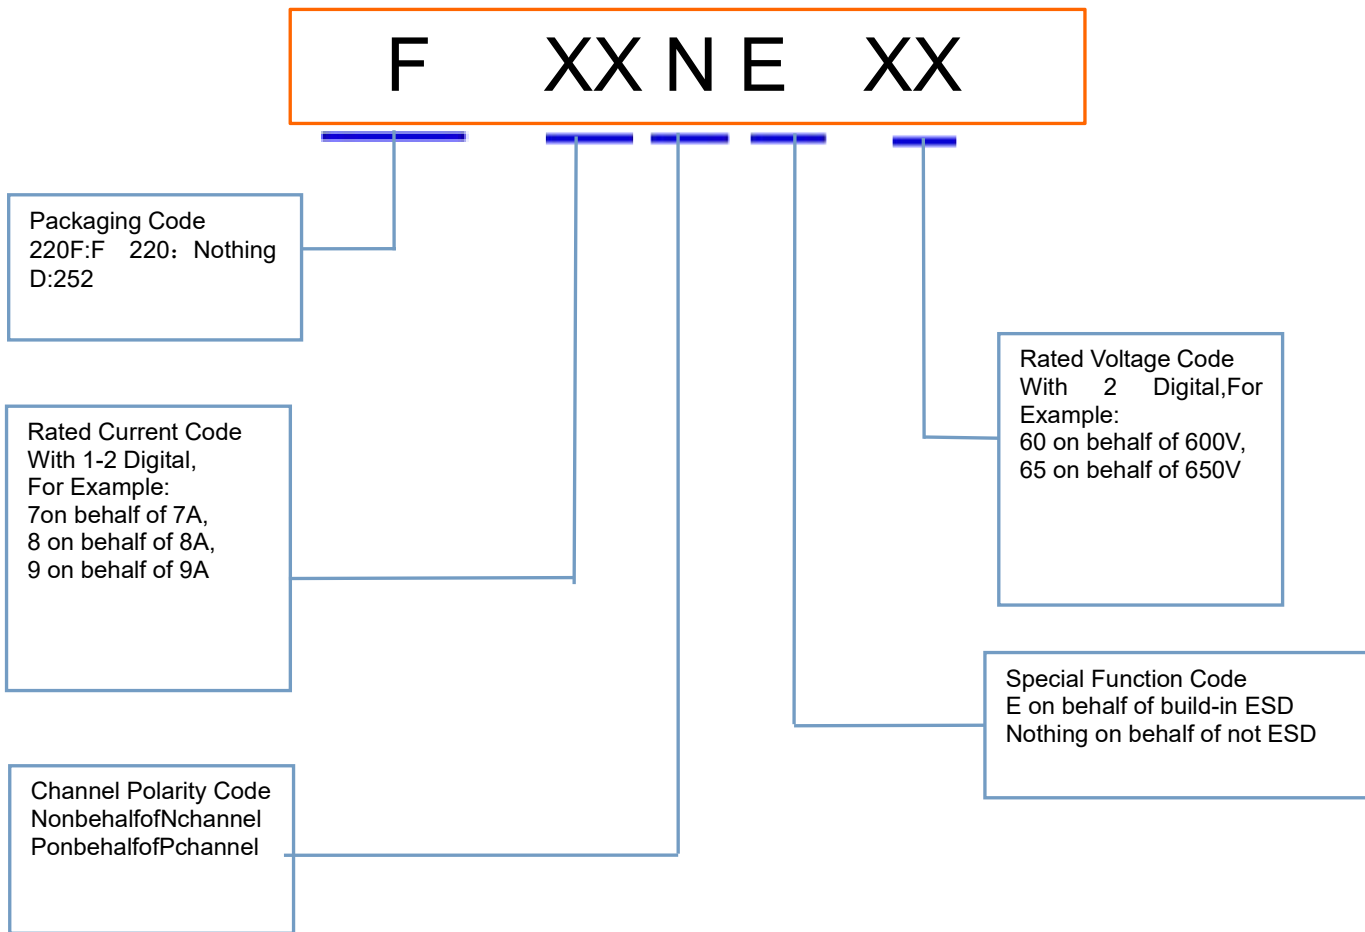 F XX N E XX
Packaging Code
220F:F 220：Nothing
D:252
Rated Current Code
With 1-2 Digital,
For Example:
7on behalf of 7A,
8 on behalf of 8A,
9 on behalf of 9A
Channel Polarity Code
NonbehalfofNchannel
PonbehalfofPchannel
Rated Voltage Code
With 2 Digital,For
Example:
60 on behalf of 600V,
65 on behalf of 650V
Special Function Code
E on behalf of build-in ESD
Nothing on behalf of not ESD